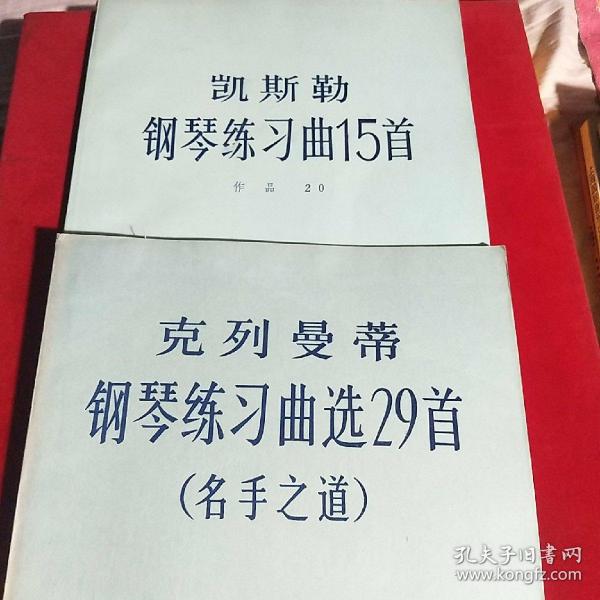 凯斯勒
钢琴练习曲15首
作品 20
克列曼蒂
钢琴练习曲选29首
(名手之道)
孔夫子旧书网
www.kongfz.com